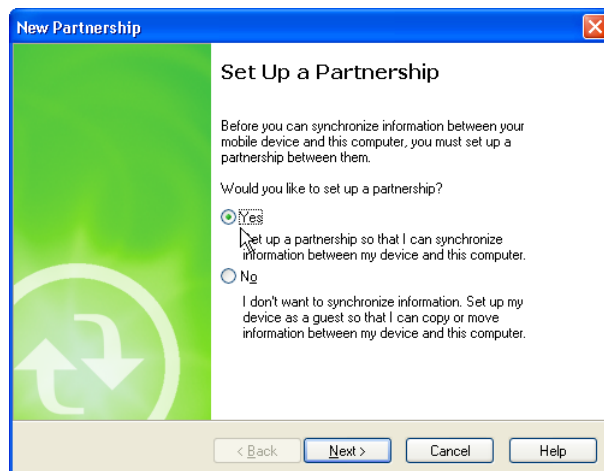 New Partnership
Set Up a Partnership
Before you can synchronize information between your
mobile device and this computer, you must set up a
partnership between them.
Would you like to set up a partnership?
Yes
Set up a partnership so that I can synchronize
information between my device and this computer.
No
I don't want to synchronize information. Set up my
device as a guest so that I can copy or move
information between my device and this computer.
< Back Next > Cancel Help